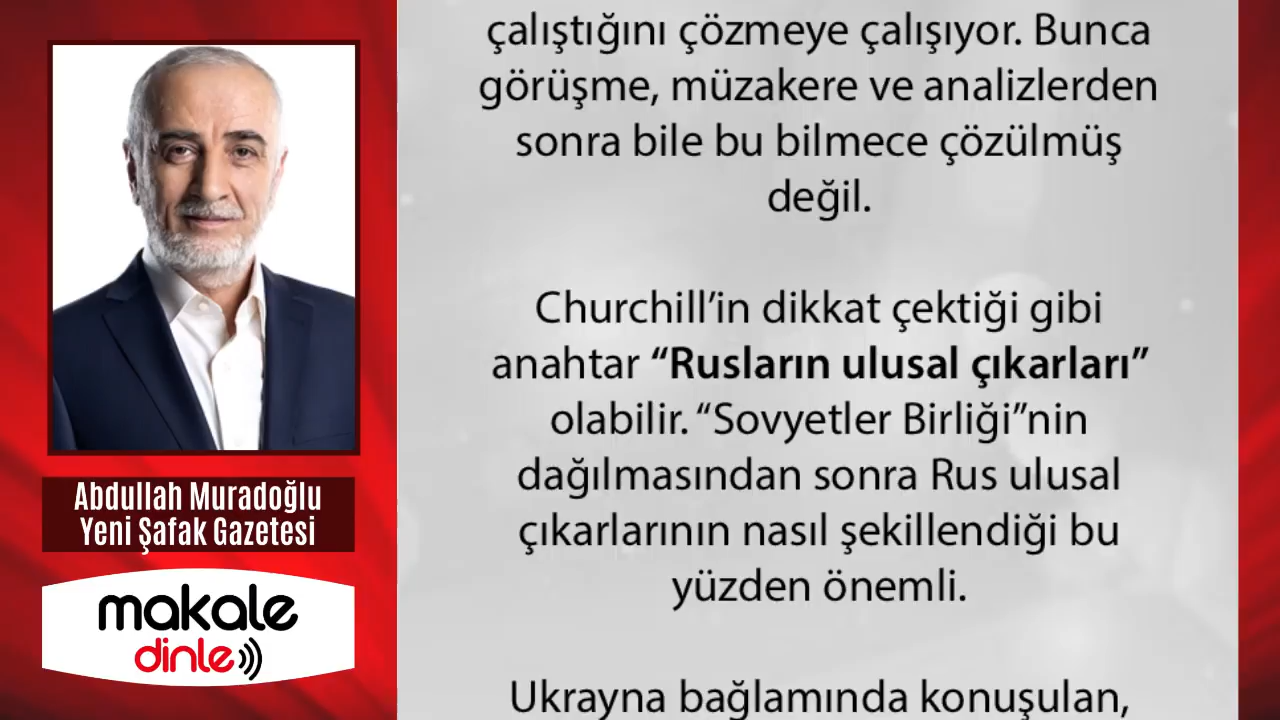 çalıştığını çözmeye çalışıyor. Bunca
görüşme, müzakere ve analizlerden
sonra bile bu bilmece çözülmüş
değil.
Churchill’in dikkat çektiği gibi
anahtar “Rusların ulusal çıkarları”
olabilir. “Sovyetler Birliği”nin
dağılmasından sonra Rus ulusal
çıkarlarının nasıl şekillendiği bu
yüzden önemli.
Ukrayna bağlamında konuşulan,
Abdullah Muradoğlu
Yeni Şafak Gazetesi
makale
dinle